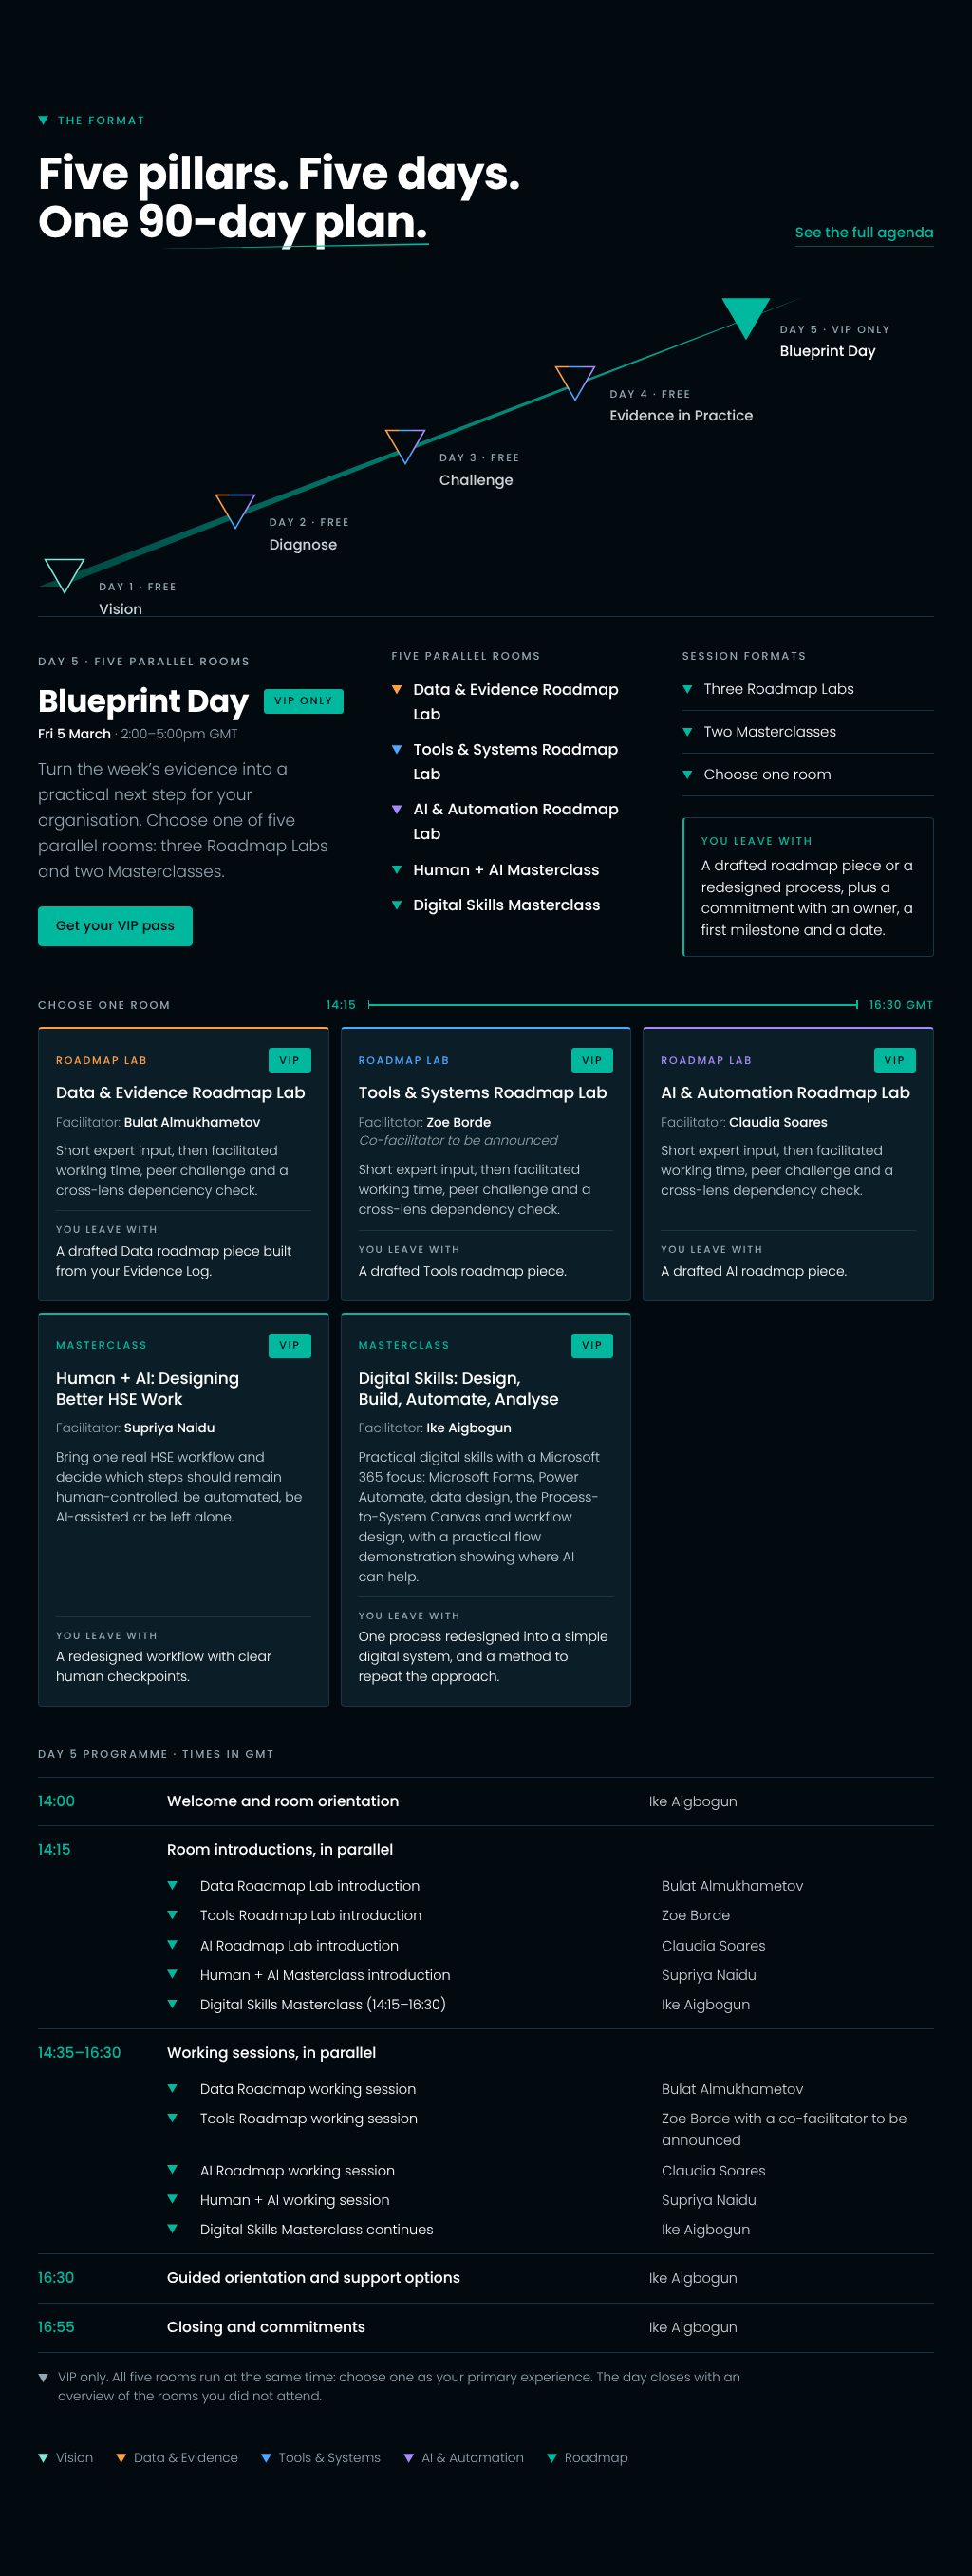 THE FORMAT
Five pillars. Five days.
One 90-day plan.
See the full agenda
DAY 5 · VIP ONLY
Blueprint Day
DAY 4 · FREE
Evidence in Practice
DAY 3 · FREE
Challenge
DAY 2 · FREE
Diagnose
DAY 1 · FREE
Vision
DAY 5 · FIVE PARALLEL ROOMS
Blueprint Day
VIP ONLY
Fri 5 March · 2:00–5:00pm GMT
Turn the week’s evidence into a
practical next step for your
organisation. Choose one of five
parallel rooms: three Roadmap Labs
and two Masterclasses.
Get your VIP pass
FIVE PARALLEL ROOMS
Data & Evidence Roadmap
Lab
Tools & Systems Roadmap
Lab
AI & Automation Roadmap
Lab
Human + AI Masterclass
Digital Skills Masterclass
SESSION FORMATS
Three Roadmap Labs
Two Masterclasses
Choose one room
YOU LEAVE WITH
A drafted roadmap piece or a
redesigned process, plus a
commitment with an owner, a
first milestone and a date.
CHOOSE ONE ROOM
14:15
16:30 GMT
ROADMAP LAB
VIP
Data & Evidence Roadmap Lab
Facilitator: Bulat Almukhametov
Short expert input, then facilitated
working time, peer challenge and a
cross-lens dependency check.
YOU LEAVE WITH
A drafted Data roadmap piece built
from your Evidence Log.
ROADMAP LAB
VIP
Tools & Systems Roadmap Lab
Facilitator: Zoe Borde
Co-facilitator to be announced
Short expert input, then facilitated
working time, peer challenge and a
cross-lens dependency check.
YOU LEAVE WITH
A drafted Tools roadmap piece.
ROADMAP LAB
VIP
AI & Automation Roadmap Lab
Facilitator: Claudia Soares
Short expert input, then facilitated
working time, peer challenge and a
cross-lens dependency check.
YOU LEAVE WITH
A drafted AI roadmap piece.
MASTERCLASS
VIP
Human + AI: Designing
Better HSE Work
Facilitator: Supriya Naidu
Bring one real HSE workflow and
decide which steps should remain
human-controlled, be automated, be
AI-assisted or be left alone.
YOU LEAVE WITH
A redesigned workflow with clear
human checkpoints.
MASTERCLASS
VIP
Digital Skills: Design,
Build, Automate, Analyse
Facilitator: Ike Aigbogun
Practical digital skills with a Microsoft
365 focus: Microsoft Forms, Power
Automate, data design, the Process-
to-System Canvas and workflow
design, with a practical flow
demonstration showing where AI
can help.
YOU LEAVE WITH
One process redesigned into a simple
digital system, and a method to
repeat the approach.
DAY 5 PROGRAMME · TIMES IN GMT
14:00 Welcome and room orientation Ike Aigbogun
14:15 Room introductions, in parallel
Data Roadmap Lab introduction Bulat Almukhametov
Tools Roadmap Lab introduction Zoe Borde
AI Roadmap Lab introduction Claudia Soares
Human + AI Masterclass introduction Supriya Naidu
Digital Skills Masterclass (14:15–16:30) Ike Aigbogun
14:35–16:30 Working sessions, in parallel
Data Roadmap working session Bulat Almukhametov
Tools Roadmap working session Zoe Borde with a co-facilitator to be
announced
AI Roadmap working session Claudia Soares
Human + AI working session Supriya Naidu
Digital Skills Masterclass continues Ike Aigbogun
16:30 Guided orientation and support options Ike Aigbogun
16:55 Closing and commitments Ike Aigbogun
VIP only. All five rooms run at the same time: choose one as your primary experience. The day closes with an
overview of the rooms you did not attend.
Vision Data & Evidence Tools & Systems AI & Automation Roadmap